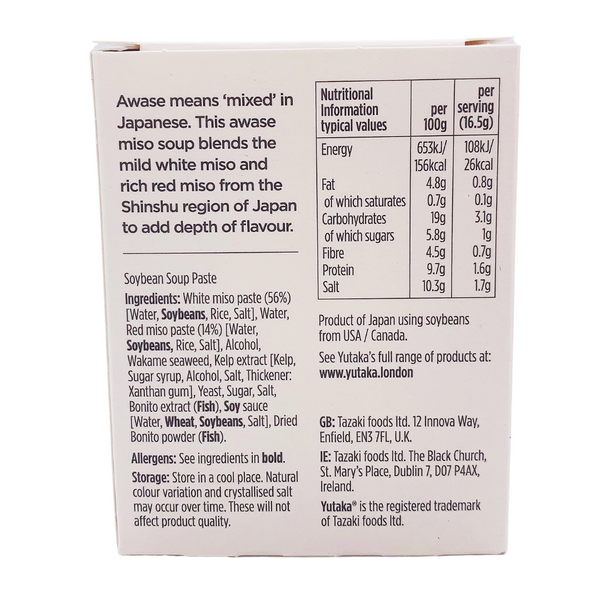 Awase means ‘mixed’ in
Japanese. This awase
miso soup blends the
mild white miso and
rich red miso from the
Shinshu region of Japan
to add depth of flavour.
Soybean Soup Paste
Ingredients: White miso paste (56%)
[Water, Soybeans, Rice, Salt], Water,
Red miso paste (14%) [Water,
Soybeans, Rice, Salt], Alcohol,
Wakame seaweed, Kelp extract [Kelp,
Sugar syrup, Alcohol, Salt, Thickener:
Xanthan gum], Yeast, Sugar, Salt,
Bonito extract (Fish), Soy sauce
[Water, Wheat, Soybeans, Salt], Dried
Bonito powder (Fish).
Allergens: See ingredients in bold.
Storage: Store in a cool place. Natural
colour variation and crystallised salt
may occur over time. These will not
affect product quality.
Nutritional
Information
typical values
per
100g
per
serving
(16.5g)
Energy 653kJ/ 108kJ/
156kcal 26kcal
Fat 4.8g 0.8g
of which saturates 0.7g 0.1g
Carbohydrates 19g 3.1g
of which sugars 5.8g 1g
Fibre 4.5g 0.7g
Protein 9.7g 1.6g
Salt 10.3g 1.7g
Product of Japan using soybeans
from USA / Canada.
See Yutaka's full range of products at:
www.yutaka.london
GB: Tazaki foods ltd. 12 Innova Way,
Enfield, EN3 7FL, U.K.
IE: Tazaki foods ltd. The Black Church,
St. Mary's Place, Dublin 7, D07 P4AX,
Ireland.
Yutaka® is the registered trademark
of Tazaki foods ltd.